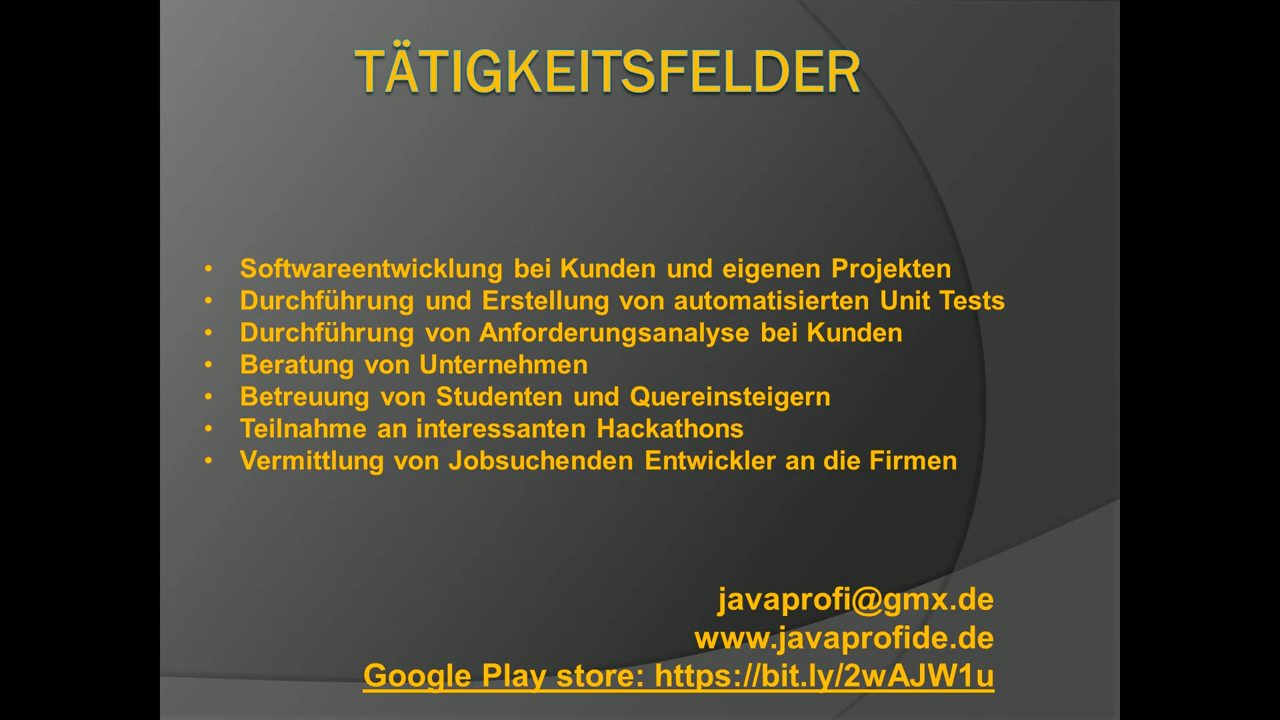 TÄTIGKEITSFELDER
• Softwareentwicklung bei Kunden und eigenen Projekten
• Durchführung und Erstellung von automatisierten Unit Tests
• Durchführung von Anforderungsanalyse bei Kunden
• Beratung von Unternehmen
• Betreuung von Studenten und Quereinsteigern
• Teilnahme an interessanten Hackathons
• Vermittlung von Jobsuchenden Entwickler an die Firmen
javaprofi@gmx.de
www.javaprofide.de
Google Play store: https://bit.ly/2wAJW1u